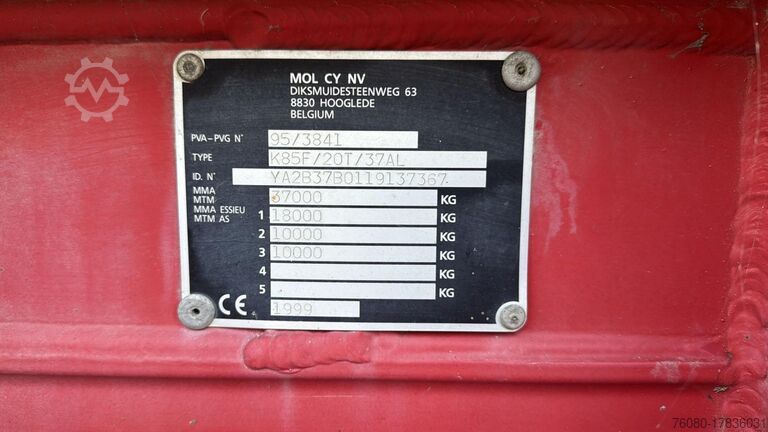 MOL CY NV
DIKSMUIDESTEENWEG 63
8830 HOOGLEDE
BELGIUM
PVA-PVG N° 95/3841
TYPE K85F/20T/37AL
ID. N° YA2B37B0119137367
MMA
MTM 37000 KG
MMA ESSIEU
MTM AS
1 18000 KG
2 10000 KG
3 10000 KG
4 KG
5 KG
CE 1999
76080-17836031